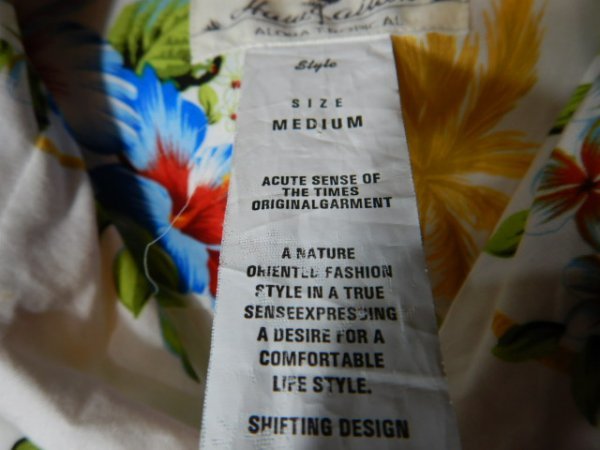 Style
SIZE
MEDIUM
ACUTE SENSE OF
THE TIMES
ORIGINALGARMENT
A NATURE
ORIENTED FASHION
STYLE IN A TRUE
SENSEEXPRESSING
A DESIRE FOR A
COMFORTABLE
LIFE STYLE.
SHIFTING DESIGN